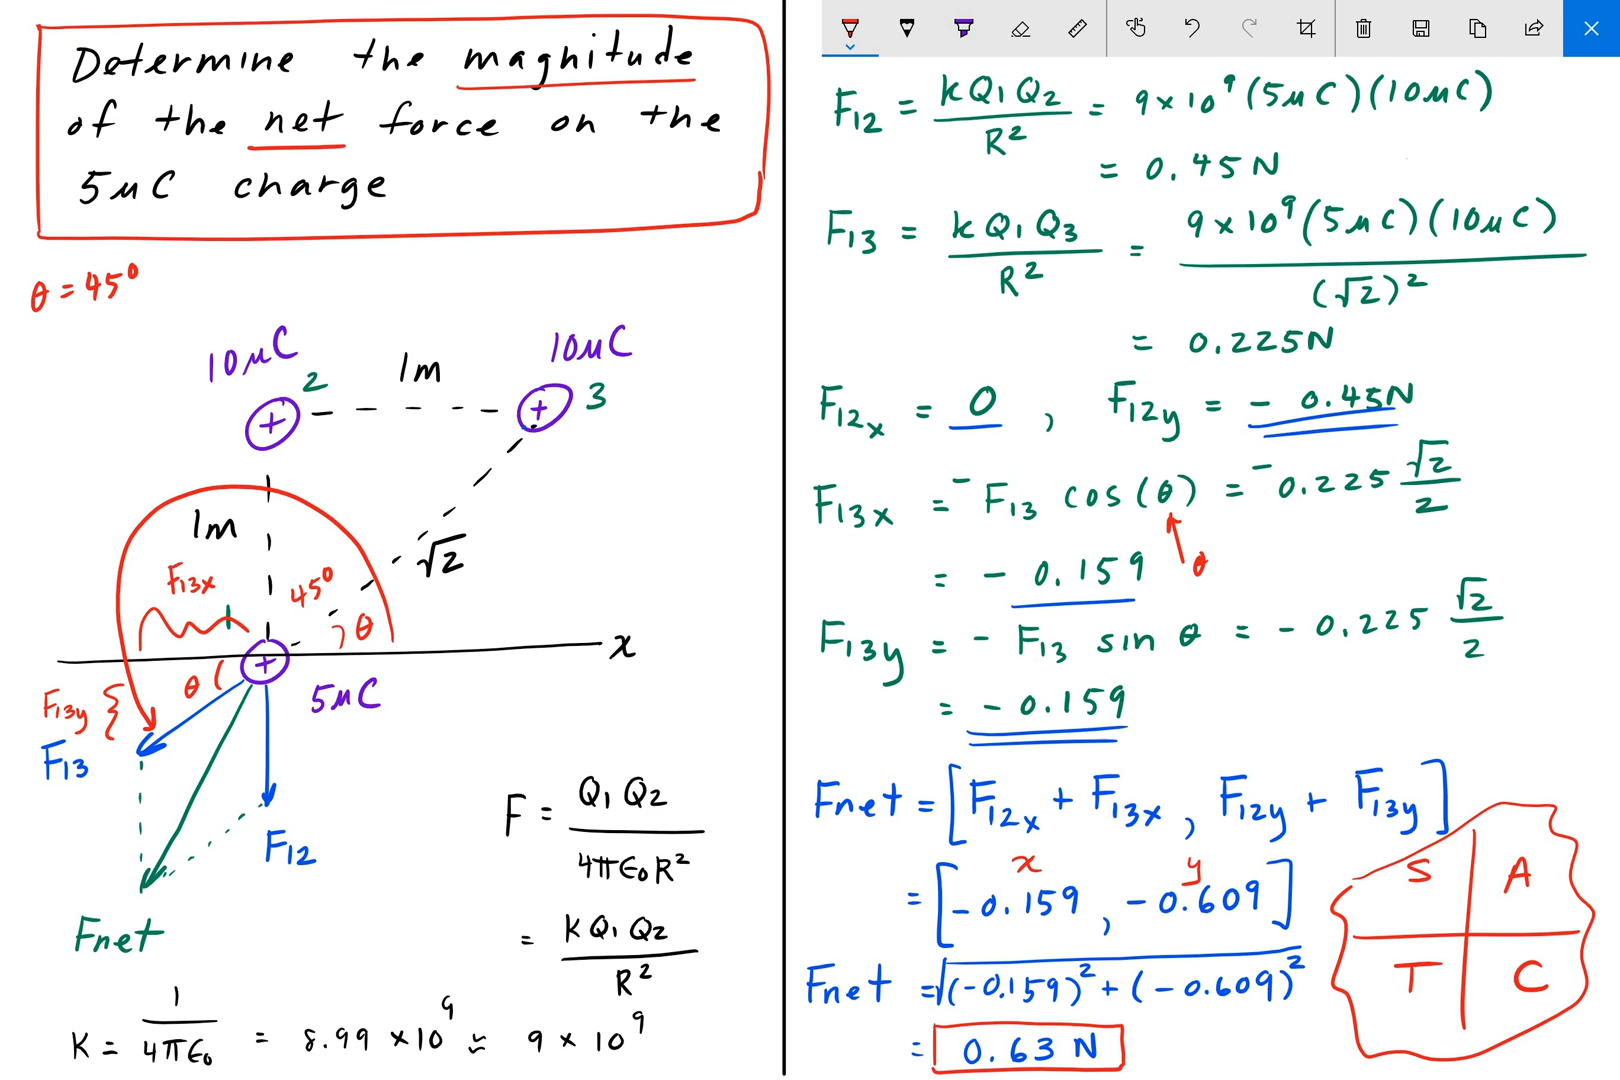 Determine the magnitude
of the net force on the
5μC charge
θ = 45°
10μC
2
1m
10μC
3
1m
√2
F13x
45°
θ
x
θ
5μC
F13y
F13
F12
Fnet
F = Q1 Q2 / 4πϵ0R²
= KQ1 Q2 / R²
K = 1 / 4πϵ0 = 8.99 × 10⁹ ≈ 9 × 10⁹
F12 = kQ1Q2 / R² = 9×10⁹ (5μC)(10μC)
= 0.45N
F13 = kQ1Q3 / R² = 9×10⁹(5μC)(10μC) / (√2)²
= 0.225N
F12x = 0 , F12y = - 0.45N
F13x = - F13 cos(θ) = -0.225 √2/2
θ
= - 0.159
F13y = - F13 sin θ = - 0.225 √2/2
= - 0.159
Fnet = [F12x + F13x , F12y + F13y]
x y
= [-0.159 , -0.609]
Fnet = √(-0.159)² + (-0.609)²
= 0.63 N
S A
T C